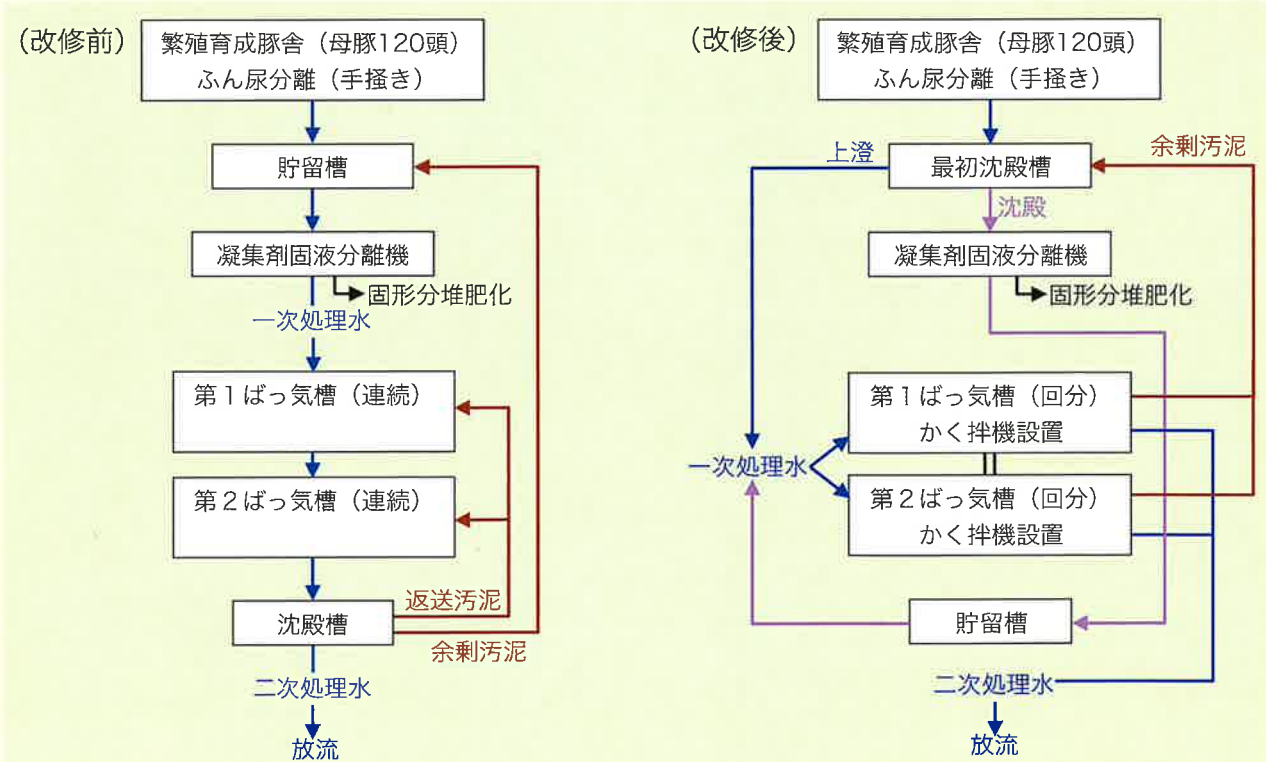 (改修前)
繁殖育成豚舎(母豚120頭)
ふん尿分離(手掻き)
貯留槽
凝集剤固液分離機
固形分堆肥化
一次処理水
第1ばっ気槽(連続)
第2ばっ気槽(連続)
返送汚泥
沈殿槽
余剰汚泥
二次処理水
放流
(改修後)
繁殖育成豚舎(母豚120頭)
ふん尿分離(手掻き)
上澄
余剰汚泥
最初沈殿槽
沈殿
凝集剤固液分離機
固形分堆肥化
第1ばっ気槽(回分)
かく拌機設置
一次処理水
第2ばっ気槽(回分)
かく拌機設置
貯留槽
二次処理水
放流